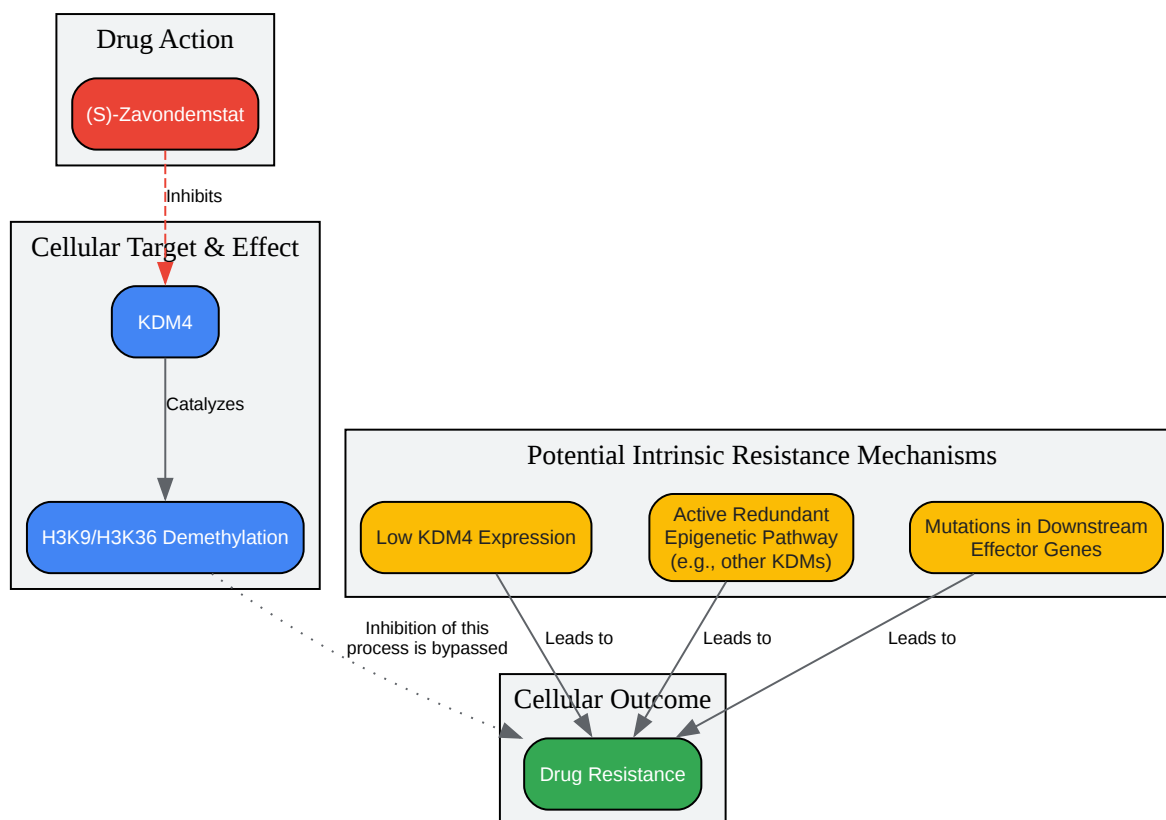 Drug Action
(S)-Zavondemstat
Inhibits
Cellular Target & Effect
KDM4
Catalyzes
H3K9/H3K36 Demethylation
Potential Intrinsic Resistance Mechanisms
Low KDM4 Expression
Active Redundant
Epigenetic Pathway
(e.g., other KDMs)
Mutations in Downstream
Effector Genes
Inhibition of this
process is bypassed
Leads to
Leads to
Leads to
Cellular Outcome
Drug Resistance